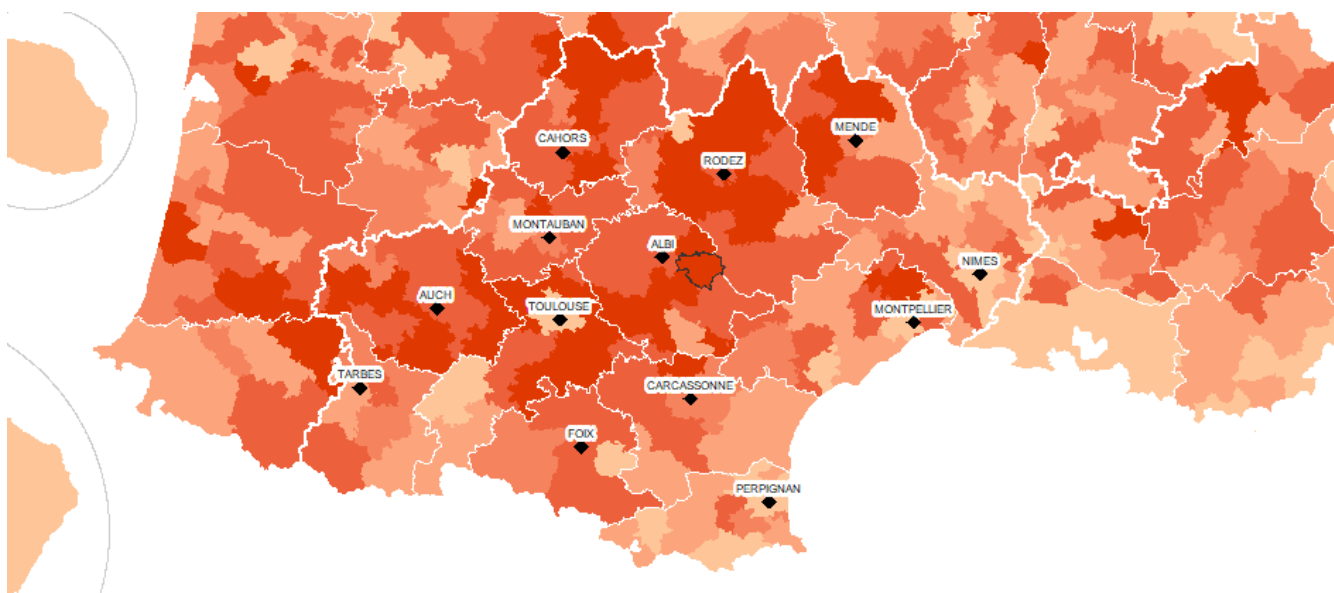 MENDE
CAHORS
RODEZ
MONTAUBAN
ALBI
NIMES
AUCH
TOULOUSE
MONTPELLIER
TARBES
CARCASSONNE
FOIX
PERPIGNAN